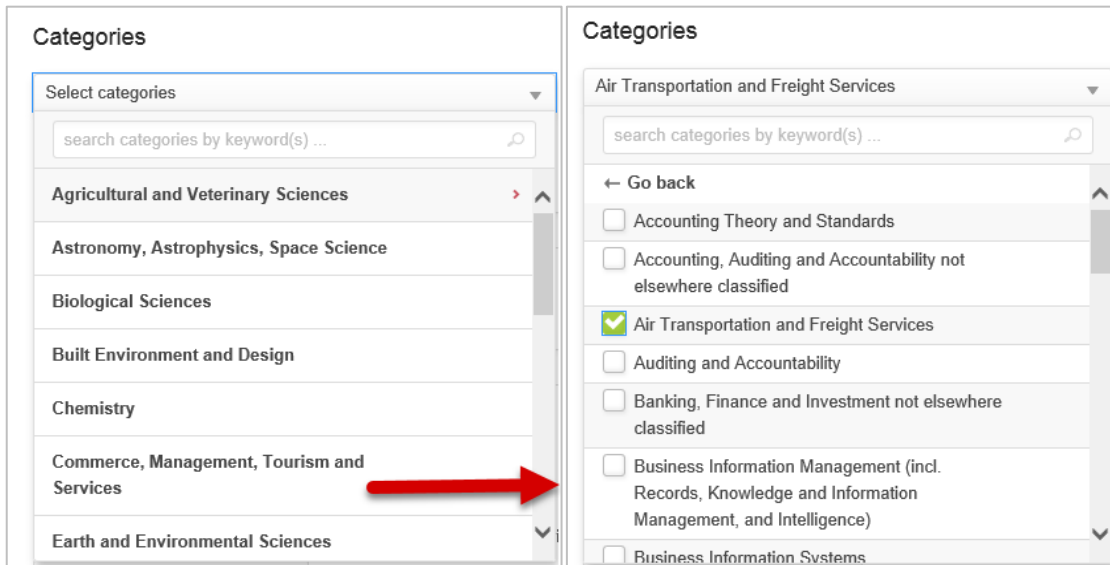 Categories
Select categories
search categories by keyword(s) ...
Agricultural and Veterinary Sciences
Astronomy, Astrophysics, Space Science
Biological Sciences
Built Environment and Design
Chemistry
Commerce, Management, Tourism and
Services
Earth and Environmental Sciences
Categories
Air Transportation and Freight Services
search categories by keyword(s) ...
← Go back
Accounting Theory and Standards
Accounting, Auditing and Accountability not
elsewhere classified
Air Transportation and Freight Services
Auditing and Accountability
Banking, Finance and Investment not elsewhere
classified
Business Information Management (incl.
Records, Knowledge and Information
Management, and Intelligence)
Business Information Systems